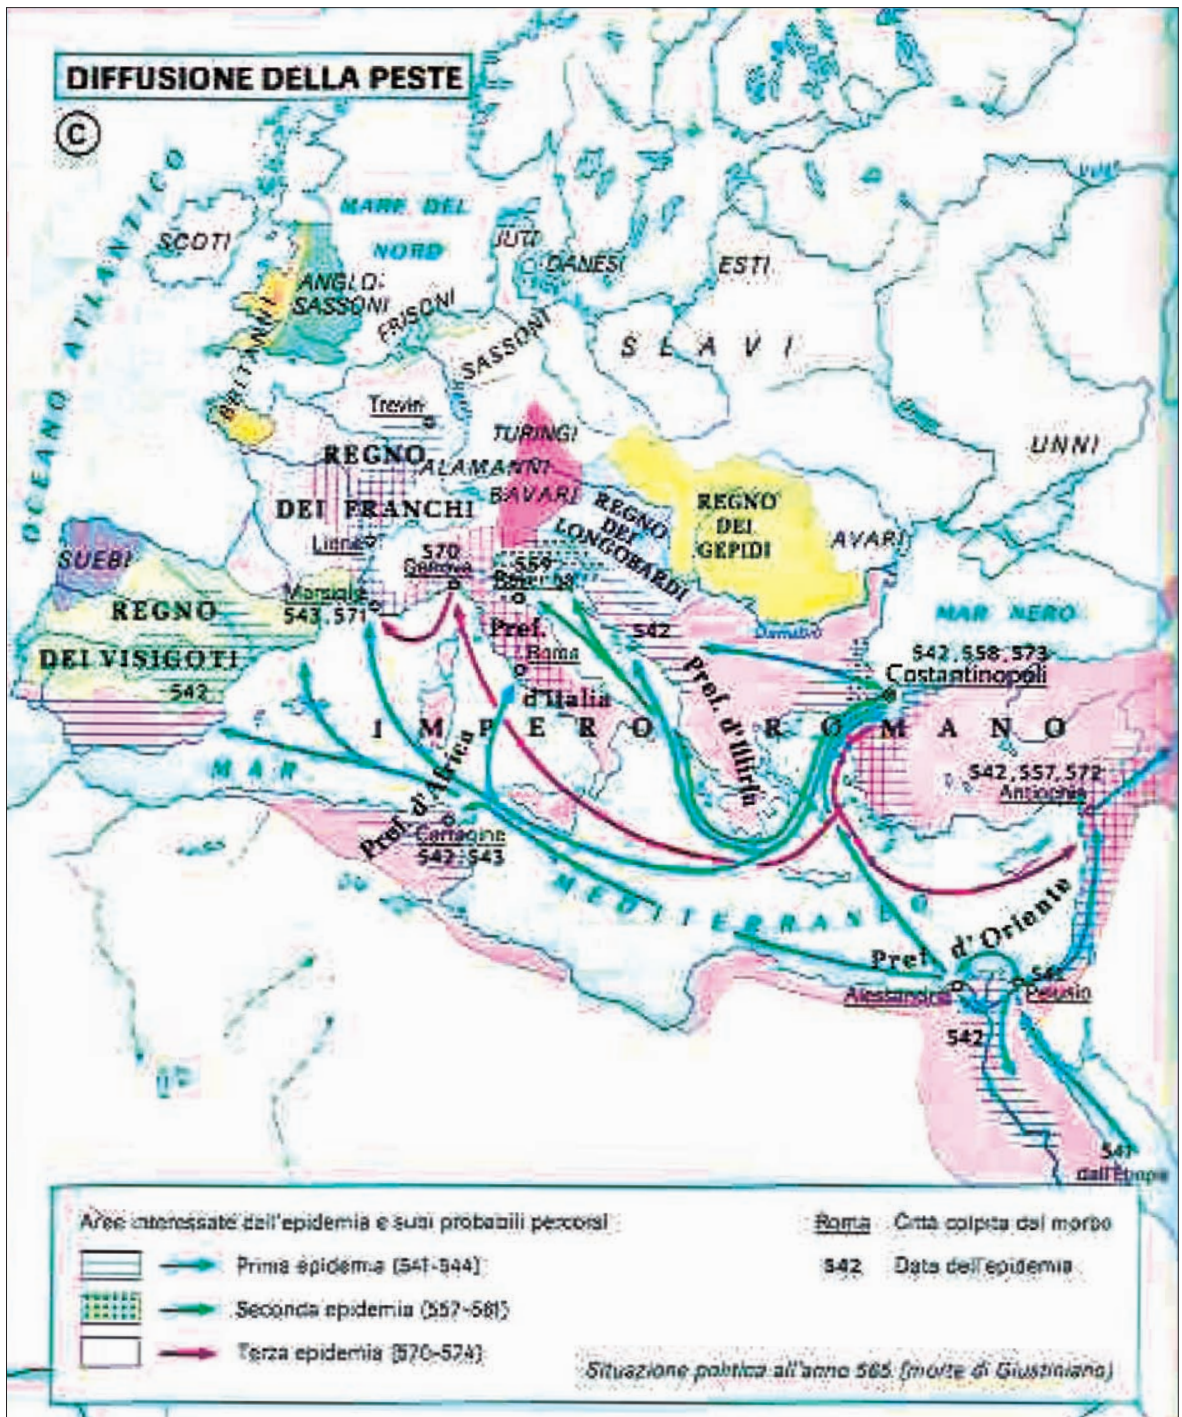 DIFFUSIONE DELLA PESTE
C
OCEANO ATLANTICO
SCOTI
MARE DEL
NORD
JUTI
DANESI
ESTI
ANGLO-
SASSONI
BRITANNI
FRISONI
SASSONI
SLAVI
UNNI
Treviri
TURINGI
REGNO
ALAMANNI
DEI FRANCHI
BAVARI
REGNO
DEI
LONGOBARDI
REGNO
DEI
GEPIDI
AVARI
SUEBI
Lione
570
Genova
559
Ravenna
Marsiglia
543, 571
REGNO
DEI VISIGOTI
542
Pref.
Roma
d'Italia
542
Danubio
MAR NERO
542, 558, 573
Costantinopoli
Pref. d'Illiria
IMPERO ROMANO
MAR
MEDITERRANEO
Pref. d'Africa
Cartagine
542, 543
542, 557, 572
Antiochia
Pref. d'Oriente
Alessandria
541
Pelusio
542
541
dall'Etiopia
Aree interessate dall'epidemia e suoi probabili percorsi
Prima epidemia (541-544)
Seconda epidemia (557-561)
Terza epidemia (570-574)
Roma Città colpita dal morbo
542 Data dell'epidemia
Situazione politica all'anno 565 (morte di Giustiniano)